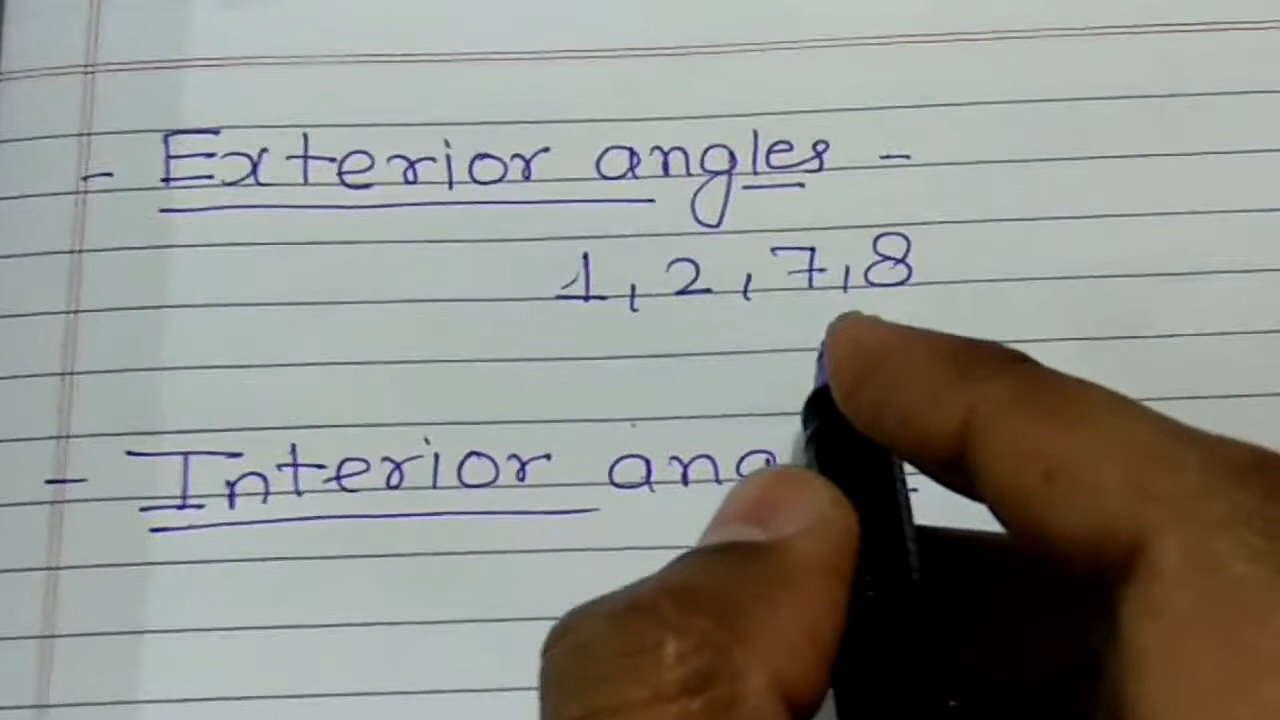 - Exterior angles -
1, 2, 7, 8
- Interior